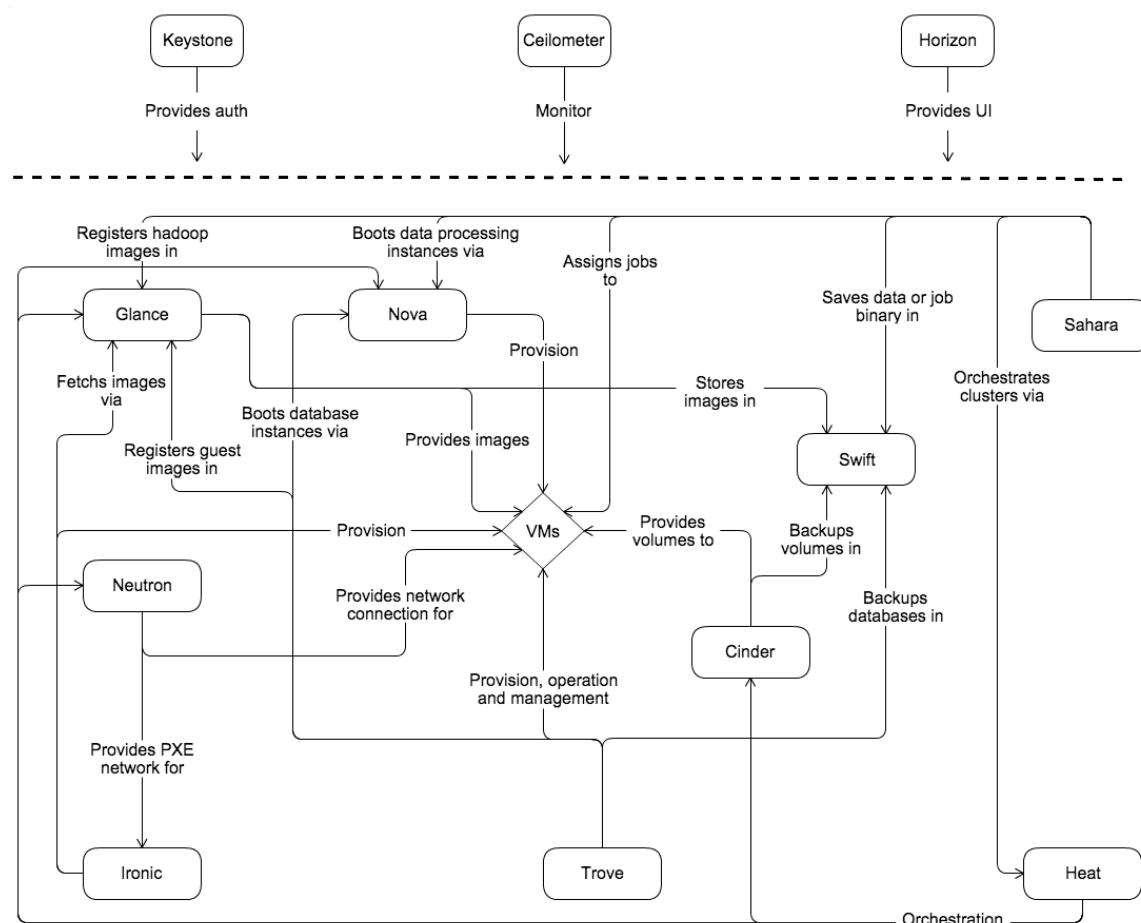 Keystone
Ceilometer
Horizon
Provides auth
Monitor
Provides UI
Registers hadoop
images in
Boots data processing
instances via
Assigns jobs
to
Saves data or job
binary in
Glance
Nova
Sahara
Provision
Fetchs images
via
Boots database
instances via
Stores
images in
Orchestrates
clusters via
Registers guest
images in
Provides images
Swift
Provision
VMs
Provides
volumes to
Backups
volumes in
Neutron
Provides network
connection for
Backups
databases in
Cinder
Provision, operation
and management
Provides PXE
network for
Ironic
Trove
Heat
Orchestration